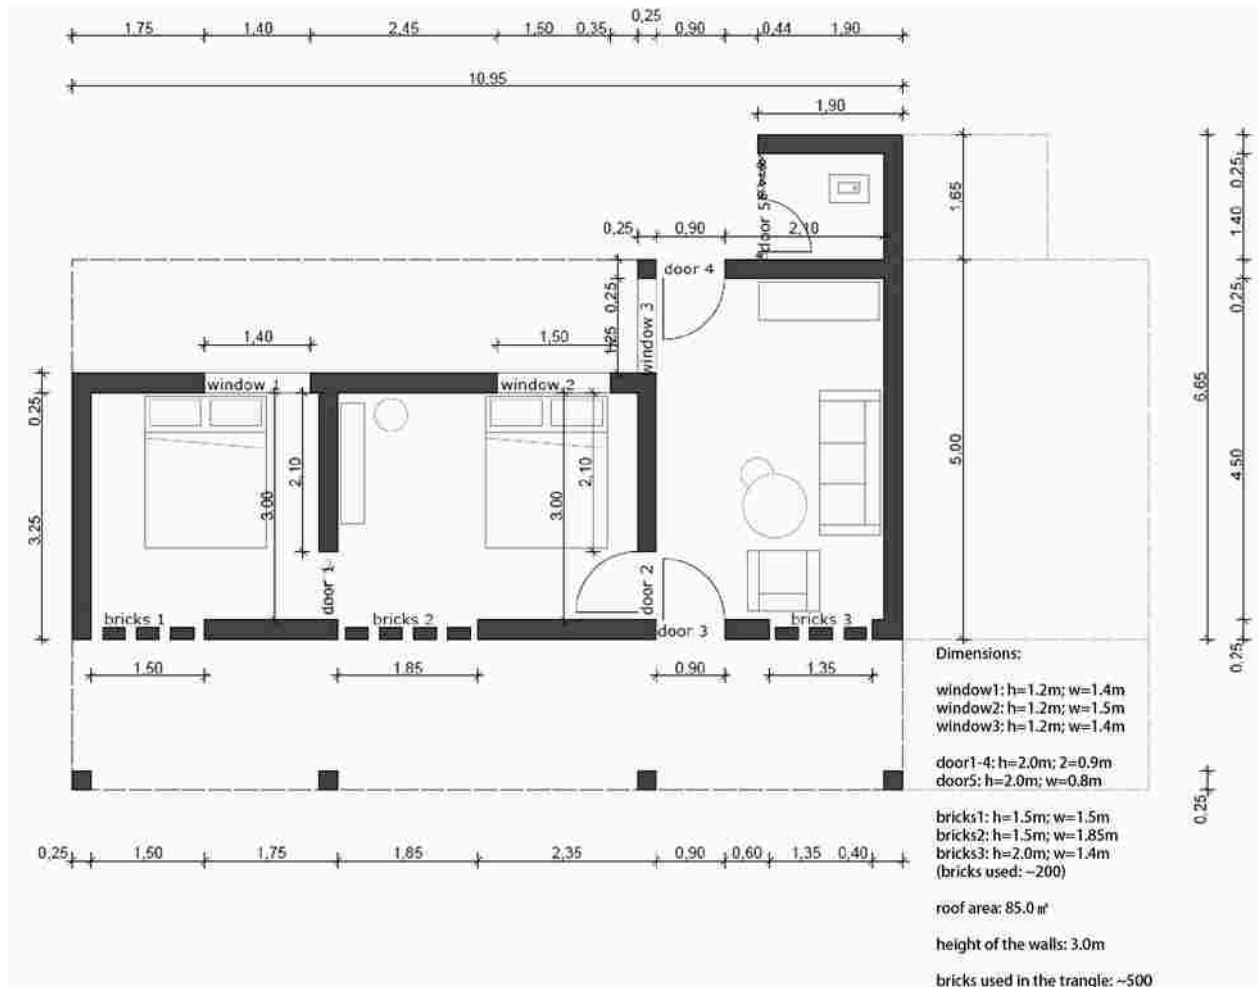 0,25
1,75 1,40 2,45 1,50 0,35 0,90 0,44 1,90
10,95
1,90
0,25
1,40
1,65
0,25 0,90 2,10
door 5
door 4
6,65
0,25
1,25
window 3
0,25
1,40 1,50
window 1 window 2
0,25
2,10
3,00
2,10
3,00
5,00
4,50
3,25
door 1
door 2
bricks 1 bricks 2 door 3 bricks 3
0,25
1,50 1,85 0,90 1,35
Dimensions:
window1: h=1.2m; w=1.4m
window2: h=1.2m; w=1.5m
window3: h=1.2m; w=1.4m
door1-4: h=2.0m; 2=0.9m
door5: h=2.0m; w=0.8m
0,25
bricks1: h=1.5m; w=1.5m
bricks2: h=1.5m; w=1.85m
bricks3: h=2.0m; w=1.4m
(bricks used: ~200)
0,25 1,50 1,75 1,85 2,35 0,90 0,60 1,35 0,40
roof area: 85.0 ㎡
height of the walls: 3.0m
bricks used in the trangle: ~500